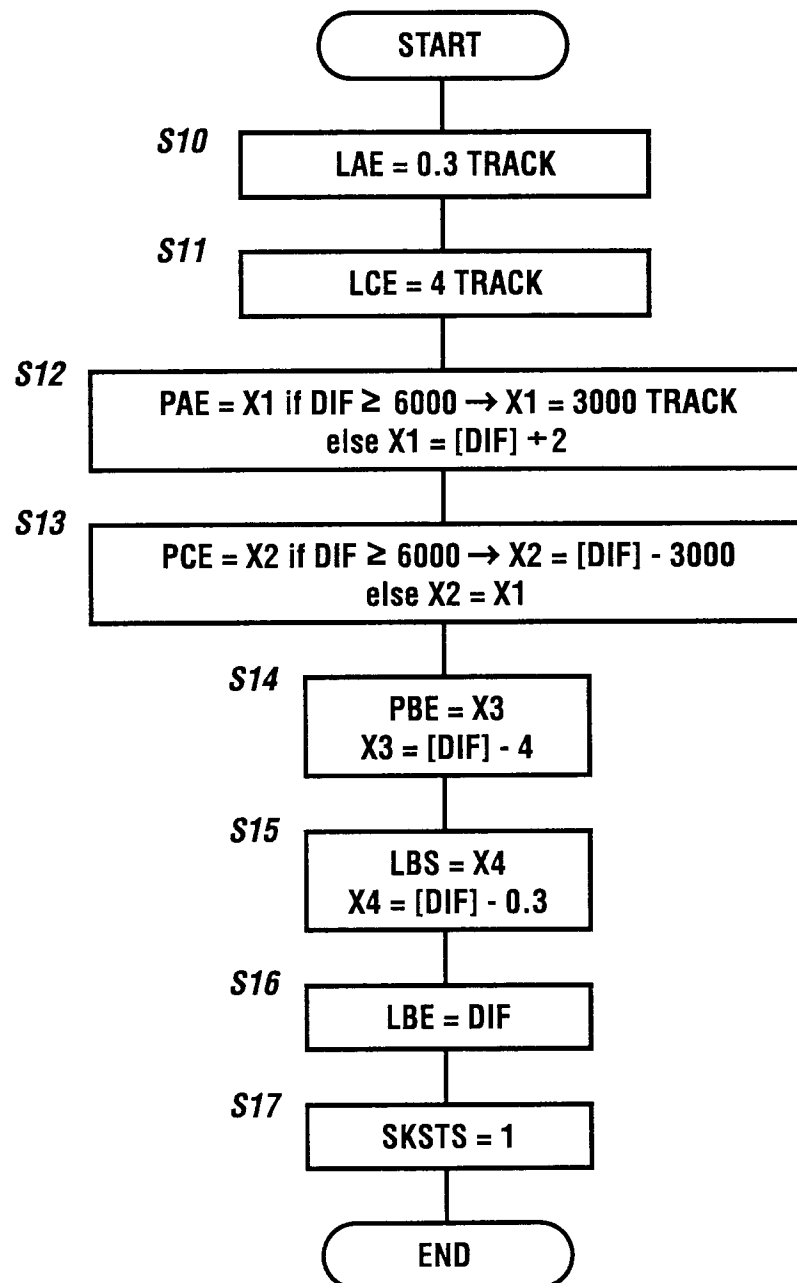 START
S10
LAE = 0.3 TRACK
S11
LCE = 4 TRACK
S12
PAE = X1 if DIF ≥ 6000 → X1 = 3000 TRACK
else X1 = [DIF] ÷ 2
S13
PCE = X2 if DIF ≥ 6000 → X2 = [DIF] - 3000
else X2 = X1
S14
PBE = X3
X3 = [DIF] - 4
S15
LBS = X4
X4 = [DIF] - 0.3
S16
LBE = DIF
S17
SKSTS = 1
END